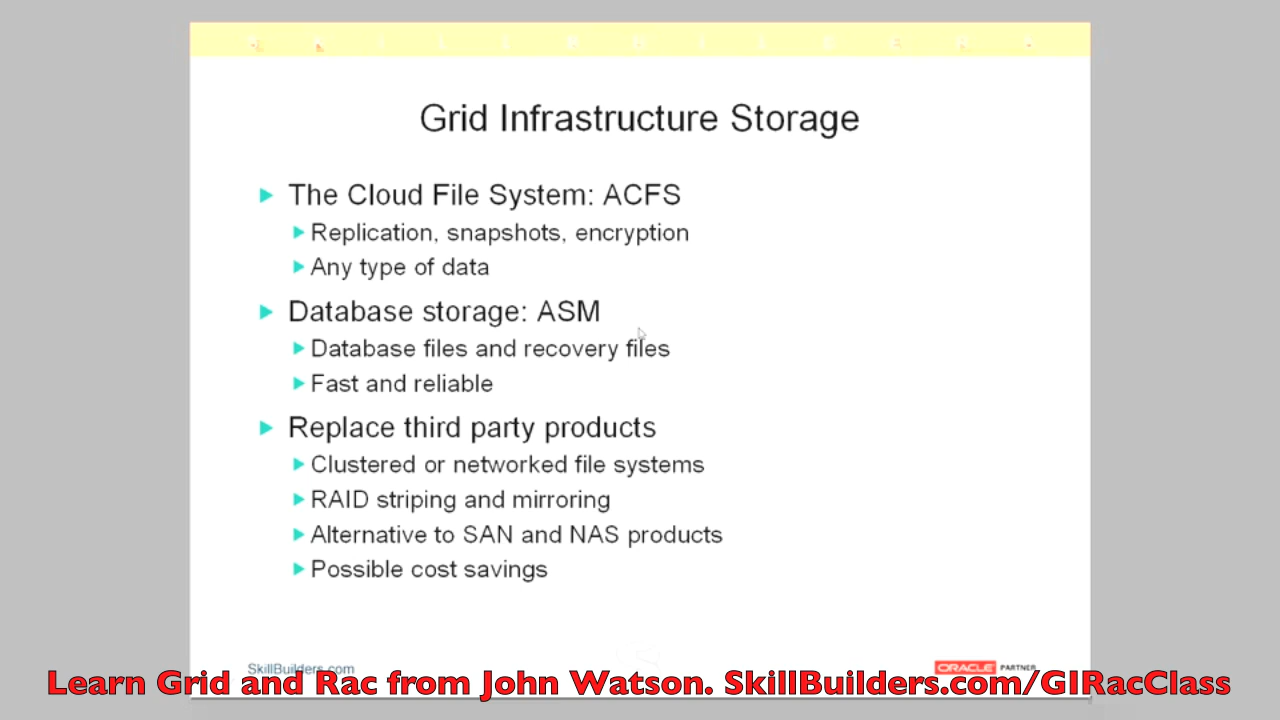 S K I L L B U I L D E R S
Grid Infrastructure Storage
The Cloud File System: ACFS
Replication, snapshots, encryption
Any type of data
Database storage: ASM
Database files and recovery files
Fast and reliable
Replace third party products
Clustered or networked file systems
RAID striping and mirroring
Alternative to SAN and NAS products
Possible cost savings
SkillBuilders.com
ORACLE PARTNER
Learn Grid and Rac from John Watson. SkillBuilders.com/GIRacClass